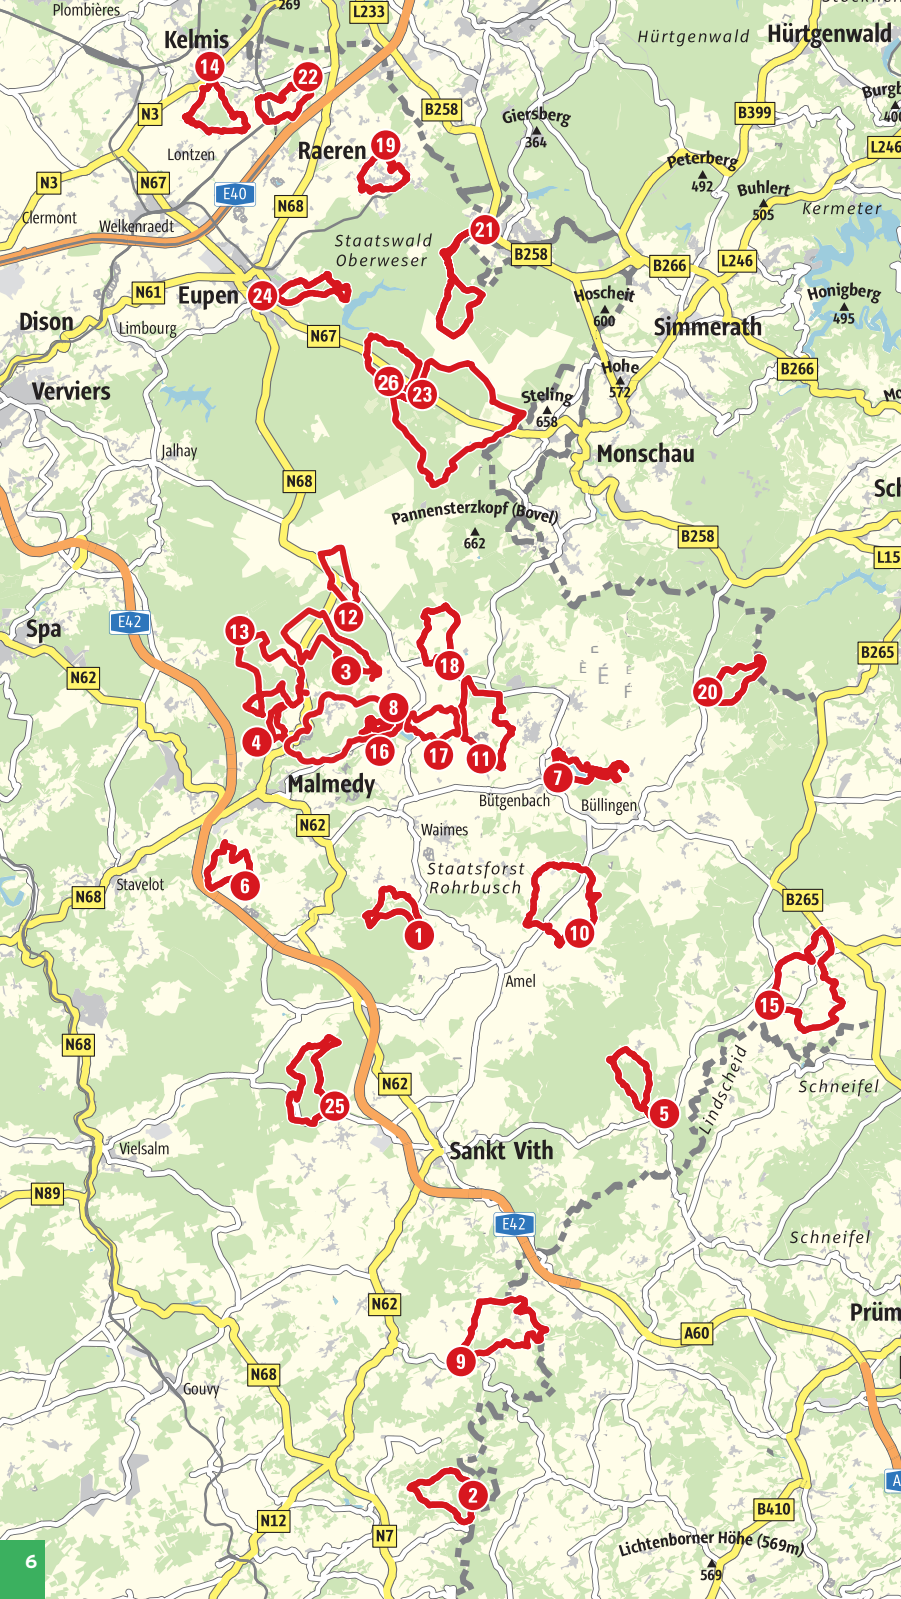 Plombières
269
L233
Hürtgenwald
Hürtgenwald
Kelmis
14
22
N3
B258
B399
Giersberg
364
Burgb
400
L246
Lontzen
Raeren
19
Peterberg
492
Buhlert
505
Kermeter
N3
N67
E40
N68
Clermont
Welkenraedt
Staatswald
Oberweser
21
B258
B266
L246
N61
Eupen
24
Hoscheit
600
Honigberg
495
Dison
Limbourg
N67
Simmerath
Verviers
26
23
Hohe
572
B266
Steling
658
Mo
Jalhay
Monschau
N68
Sch
Pannensterzkopf (Bovel)
662
B258
L15
E42
Spa
12
13
3
18
B265
N62
20
8
4
16
17
11
7
Malmedy
Bütgenbach
Büllingen
N62
Waimes
Staatsforst
Rohrbusch
Stavelot
6
N68
B265
1
10
Amel
15
N68
Lindscheid
Schneifel
N62
25
5
Vielsalm
Sankt Vith
N89
E42
Schneifel
N62
Prüm
A60
9
N68
Gouvy
A
2
N12
N7
B410
Lichtenborner Höhe (569m)
569
6